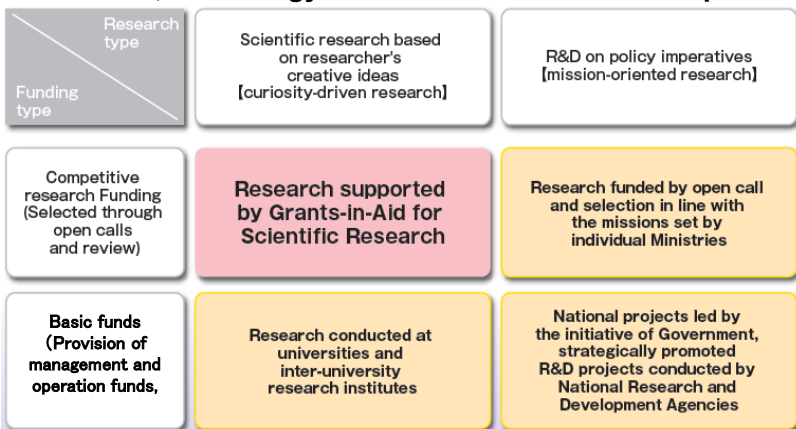 Research
type
Funding
type
Scientific research based
on researcher's
creative ideas
【curiosity-driven research】
R&D on policy imperatives
【mission-oriented research】
Competitive
research Funding
(Selected through
open calls
and review)
Research supported
by Grants-in-Aid for
Scientific Research
Research funded by open call
and selection in line with
the missions set by
individual Ministries
Basic funds
(Provision of
management and
operation funds,
Research conducted at
universities and
inter-university
research institutes
National projects led by
the initiative of Government,
strategically promoted
R&D projects conducted by
National Research and
Development Agencies